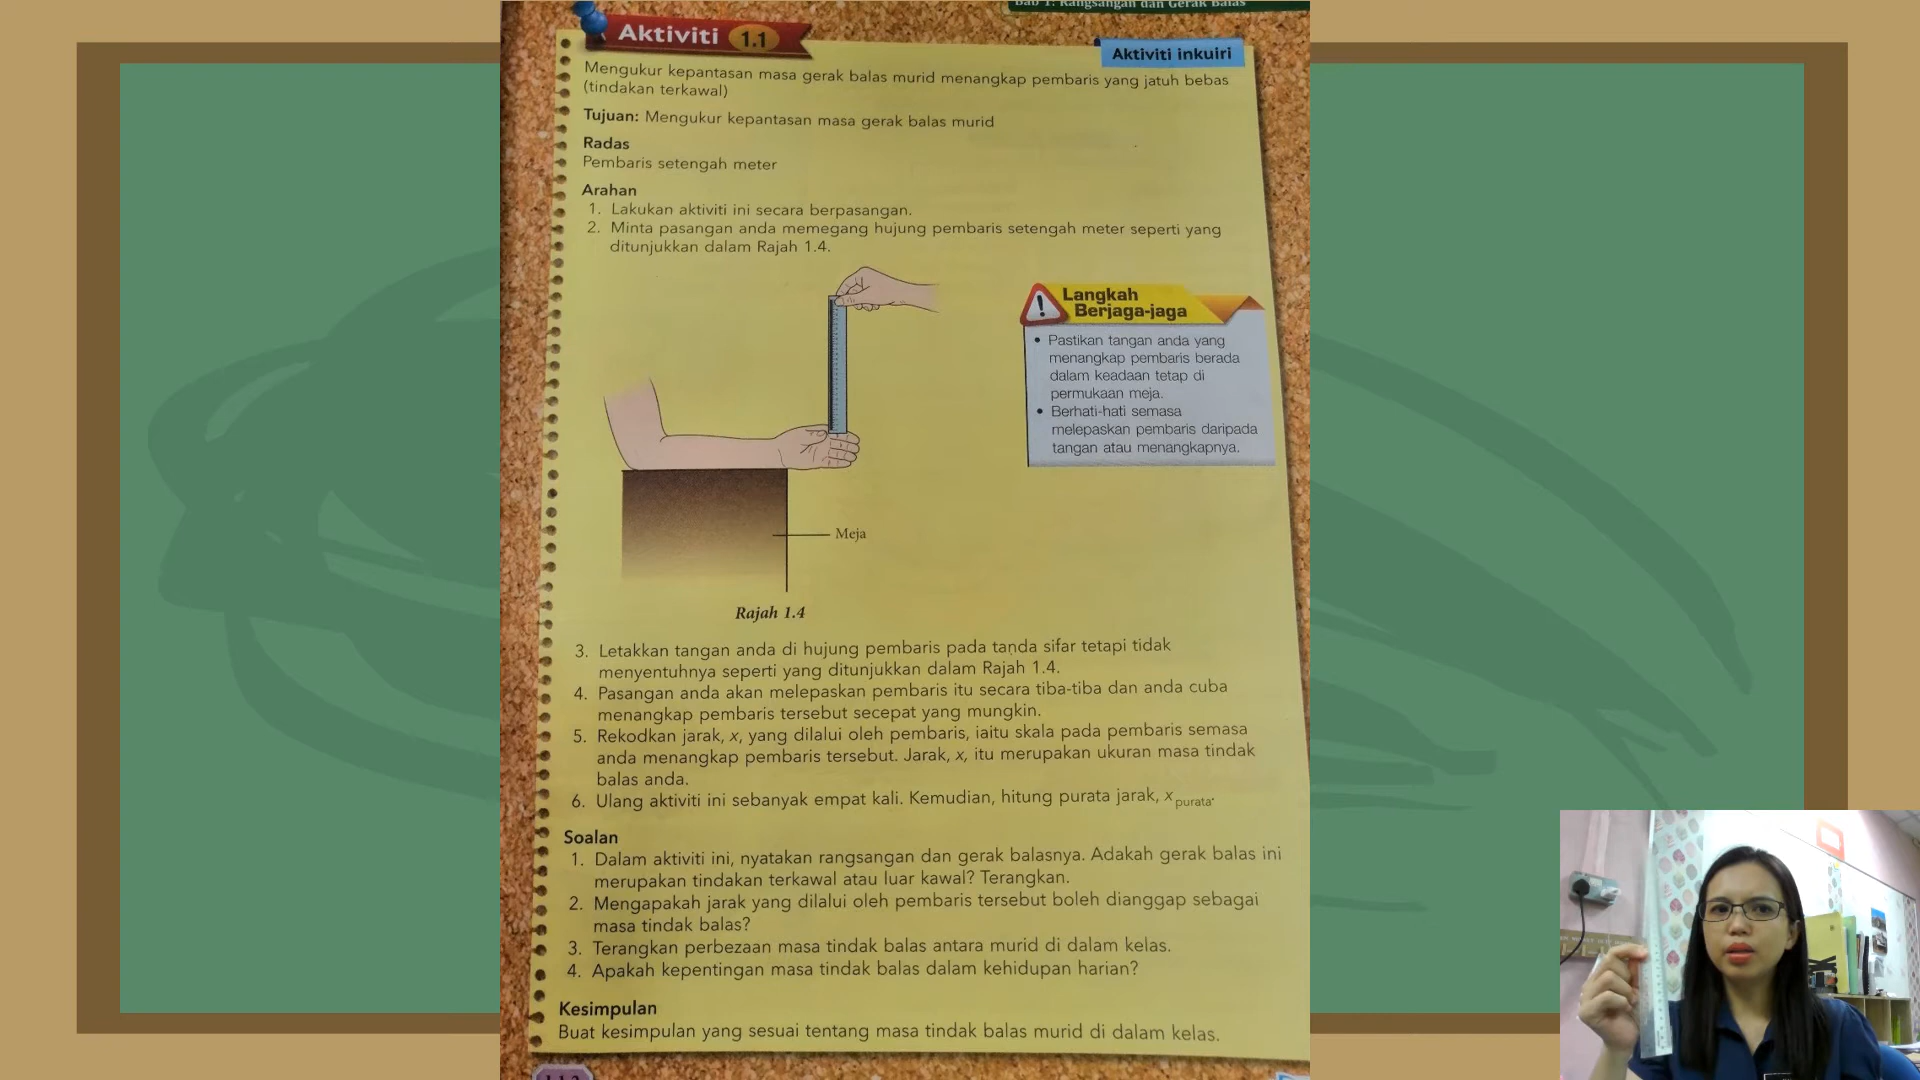 Bab 1: Rangsangan dan Gerak Balas
Aktiviti 1.1
Aktiviti inkuiri
Mengukur kepantasan masa gerak balas murid menangkap pembaris yang jatuh bebas
(tindakan terkawal)
Tujuan: Mengukur kepantasan masa gerak balas murid
Radas
Pembaris setengah meter
Arahan
1. Lakukan aktiviti ini secara berpasangan.
2. Minta pasangan anda memegang hujung pembaris setengah meter seperti yang
ditunjukkan dalam Rajah 1.4.
Langkah
Berjaga-jaga
• Pastikan tangan anda yang
menangkap pembaris berada
dalam keadaan tetap di
permukaan meja.
• Berhati-hati semasa
melepaskan pembaris daripada
tangan atau menangkapnya.
Meja
Rajah 1.4
3. Letakkan tangan anda di hujung pembaris pada tanda sifar tetapi tidak
menyentuhnya seperti yang ditunjukkan dalam Rajah 1.4.
4. Pasangan anda akan melepaskan pembaris itu secara tiba-tiba dan anda cuba
menangkap pembaris tersebut secepat yang mungkin.
5. Rekodkan jarak, x, yang dilalui oleh pembaris, iaitu skala pada pembaris semasa
anda menangkap pembaris tersebut. Jarak, x, itu merupakan ukuran masa tindak
balas anda.
6. Ulang aktiviti ini sebanyak empat kali. Kemudian, hitung purata jarak, x purata.
Soalan
1. Dalam aktiviti ini, nyatakan rangsangan dan gerak balasnya. Adakah gerak balas ini
merupakan tindakan terkawal atau luar kawal? Terangkan.
2. Mengapakah jarak yang dilalui oleh pembaris tersebut boleh dianggap sebagai
masa tindak balas?
3. Terangkan perbezaan masa tindak balas antara murid di dalam kelas.
4. Apakah kepentingan masa tindak balas dalam kehidupan harian?
Kesimpulan
Buat kesimpulan yang sesuai tentang masa tindak balas murid di dalam kelas.